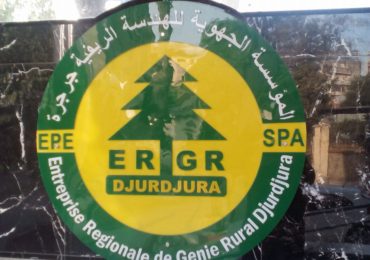 المؤسسة الجهوية للهندسة الريفية جرجرة
EPE SPA
ERGR
DJURDJURA
Entreprise Regionale de Genie Rural Djurdjura